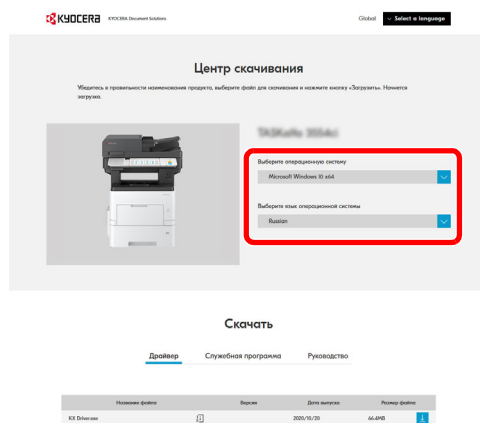 KYOCERA KYOCERA Document Solutions Global Select a language
Центр скачивания
Убедитесь в правильности наименования продукта, выберите файл для скачивания и нажмите кнопку «Загрузить». Начнется
загрузка.
Выберите операционную систему
Microsoft Windows 10 x64
Выберите язык операционной системы
Russian
Скачать
Драйвер Служебная программа Руководство
Название файла Версия Дата выпуска Размер файла
KX Driver.exe 2020/10/20 66.4MB